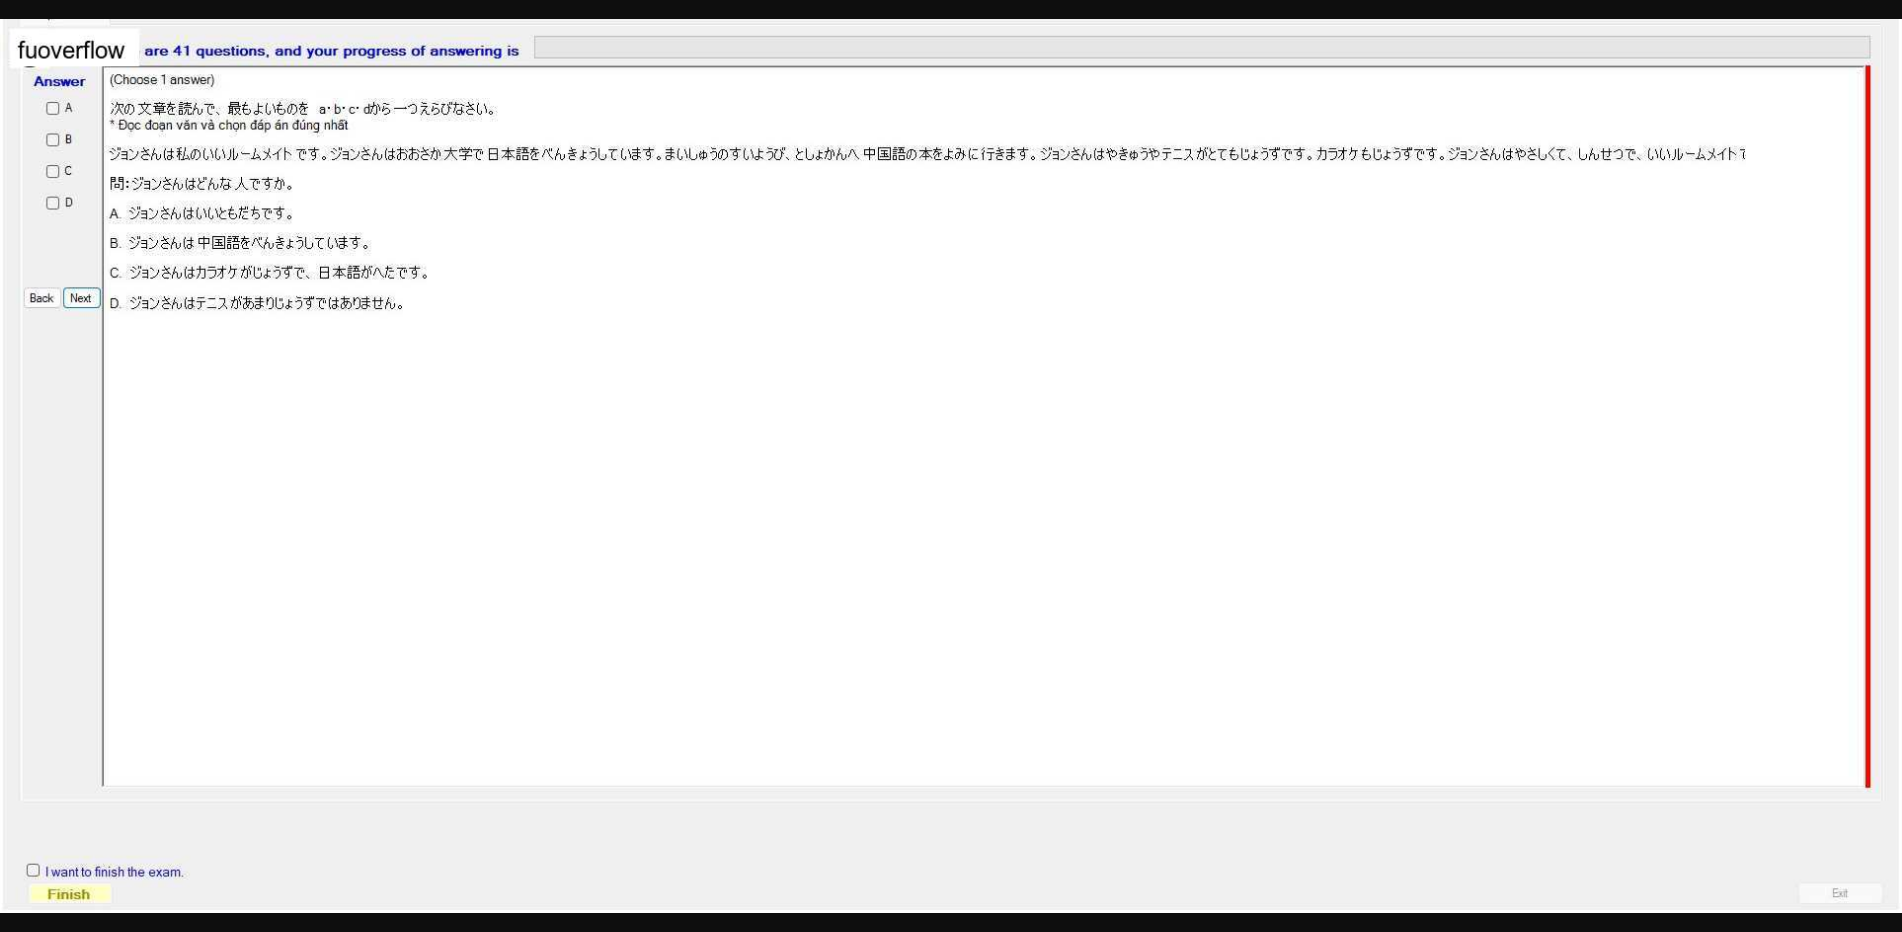 fuoverflow are 41 questions, and your progress of answering is
Answer
(Choose 1 answer)
A
B
C
D
次の文章を読んで、最もよいものを a・b・c・dから一つえらびなさい。
* Đọc đoạn văn và chọn đáp án đúng nhất
ジョンさんは私のいいルームメイトです。ジョンさんはおおさか大学で日本語をべんきょうしています。まいしゅうのすいようび、としょかんへ中国語の本をよみに行きます。ジョンさんはやきゅうやテニスがとてもじょうずです。カラオケもじょうずです。ジョンさんはやさしくて、しんせつで、いいルームメイト
問:ジョンさんはどんな人ですか。
A. ジョンさんはいいともだちです。
B. ジョンさんは中国語をべんきょうしています。
C. ジョンさんはカラオケがじょうずで、日本語がへたです。
Back Next
D. ジョンさんはテニスがあまりじょうずではありません。
I want to finish the exam.
Finish
Exit